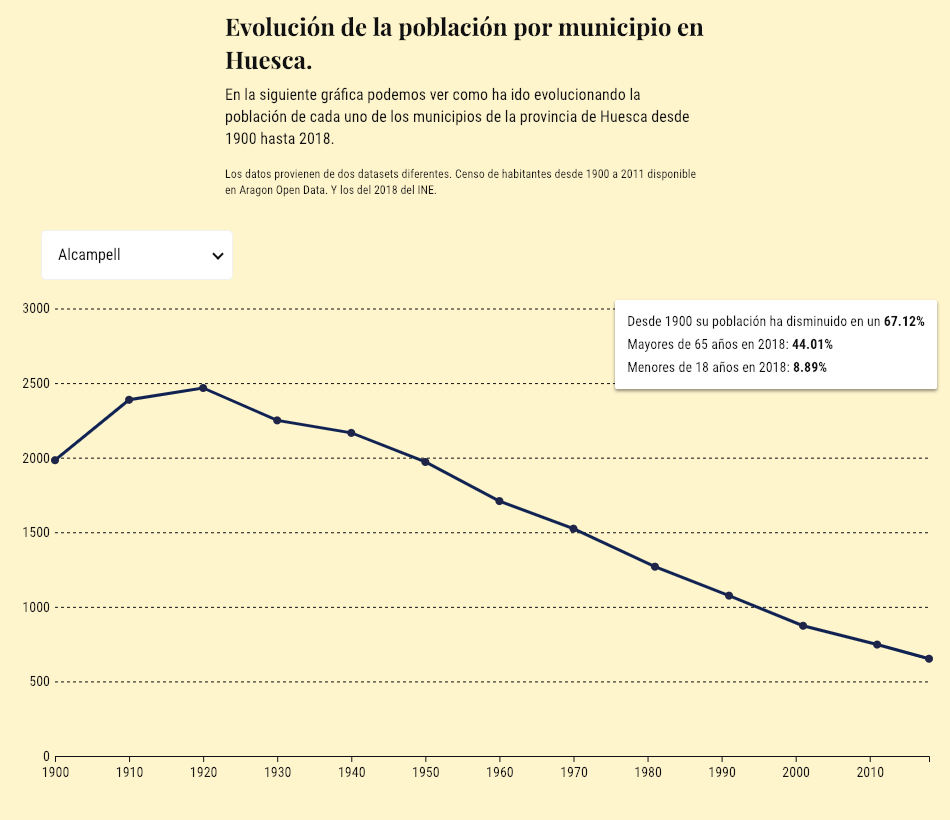 Evolución de la población por municipio en
Huesca.
En la siguiente gráfica podemos ver como ha ido evolucionando la
población de cada uno de los municipios de la provincia de Huesca desde
1900 hasta 2018.
Los datos provienen de dos datasets diferentes. Censo de habitantes desde 1900 a 2011 disponible
en Aragon Open Data. Y los del 2018 del INE.
Alcampell
Desde 1900 su población ha disminuido en un 67.12%
Mayores de 65 años en 2018: 44.01%
Menores de 18 años en 2018: 8.89%
3000
2500
2000
1500
1000
500
0
1900 1910 1920 1930 1940 1950 1960 1970 1980 1990 2000 2010